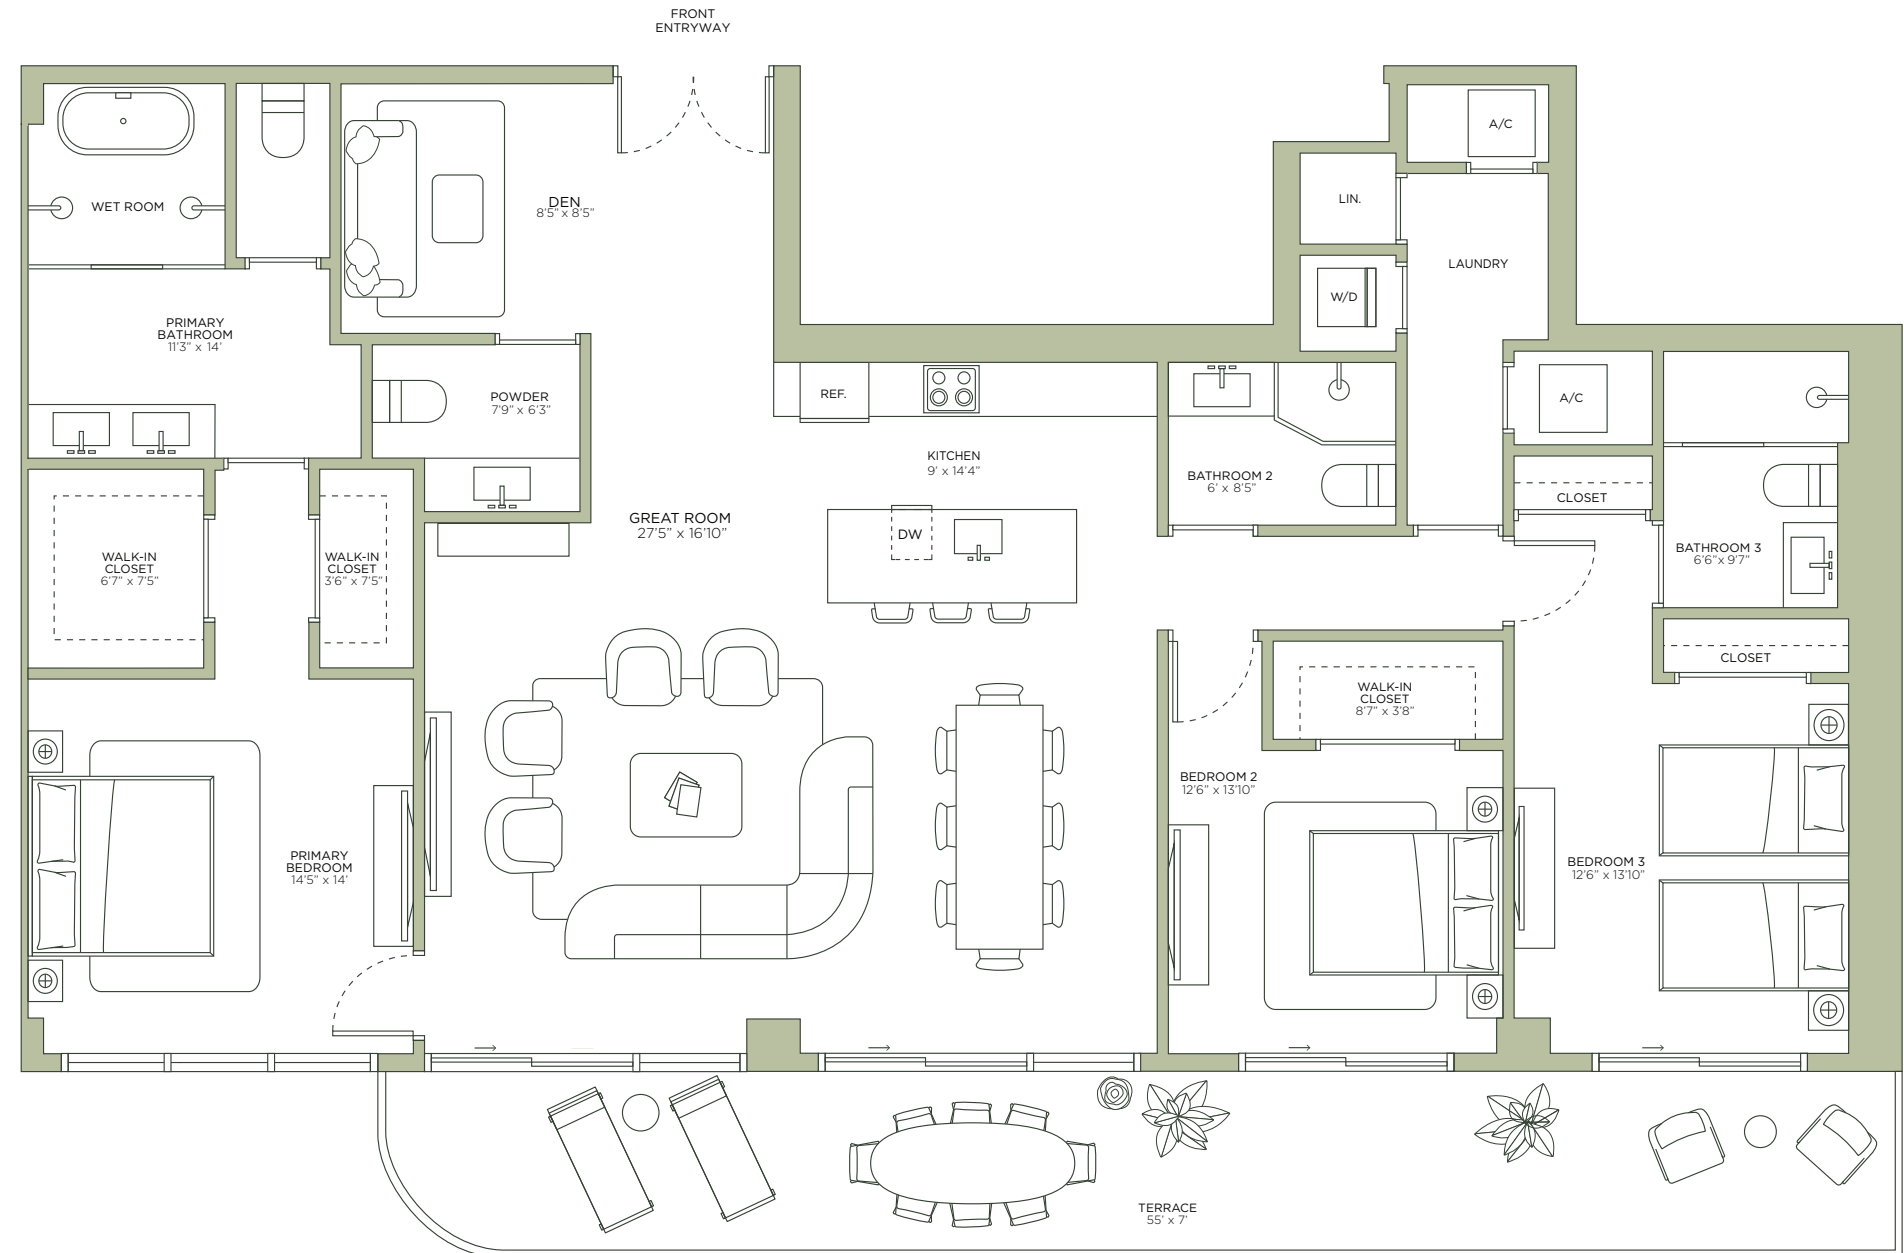 FRONT
ENTRYWAY
A/C
LIN.
WET ROOM
DEN
8'5" x 8'5"
LAUNDRY
W/D
PRIMARY
BATHROOM
11'3" x 14'
POWDER
7'9" x 6'3"
REF.
A/C
KITCHEN
9' x 14'4"
BATHROOM 2
6' x 8'5"
CLOSET
GREAT ROOM
27'5" x 16'10"
DW
WALK-IN
CLOSET
6'7" x 7'5"
WALK-IN
CLOSET
3'6" x 7'5"
BATHROOM 3
6'6"x 9'7"
CLOSET
WALK-IN
CLOSET
8'7" x 3'8"
BEDROOM 2
12'6" x 13'10"
PRIMARY
BEDROOM
14'5" x 14'
BEDROOM 3
12'6" x 13'10"
TERRACE
55' x 7'